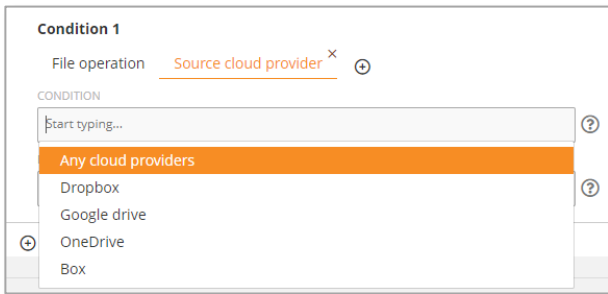 Condition 1
File operation Source cloud provider
CONDITION
Start typing...
Any cloud providers
Dropbox
Google drive
OneDrive
Box